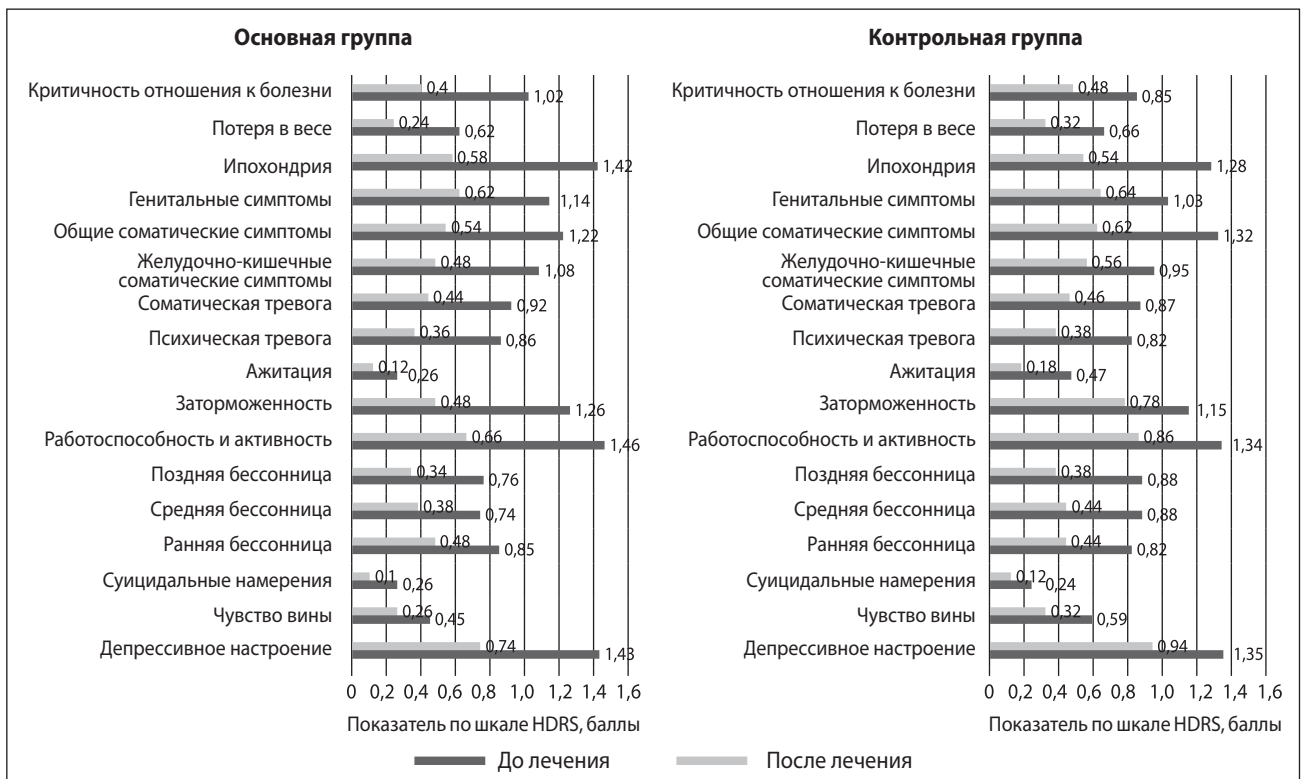 Основная группа
Критичность отношения к болезни
0,4
1,02
Потеря в весе
0,24
0,62
Ипохондрия
0,58
1,42
Генитальные симптомы
0,62
1,14
Общие соматические симптомы
0,54
1,22
Желудочно-кишечные
соматические симптомы
0,48
1,08
Соматическая тревога
0,44
0,92
Психическая тревога
0,36
0,86
Ажитация
0,12
0,26
Заторможенность
0,48
1,26
Работоспособность и активность
0,66
1,46
Поздняя бессонница
0,34
0,76
Средняя бессонница
0,38
0,74
Ранняя бессонница
0,48
0,85
Суицидальные намерения
0,1
0,26
Чувство вины
0,26
0,45
Депрессивное настроение
0,74
1,43
0 0,2 0,4 0,6 0,8 1,0 1,2 1,4 1,6
Показатель по шкале HDRS, баллы
Контрольная группа
Критичность отношения к болезни
0,48
0,85
Потеря в весе
0,32
0,66
Ипохондрия
0,54
1,28
Генитальные симптомы
0,64
1,03
Общие соматические симптомы
0,62
1,32
Желудочно-кишечные
соматические симптомы
0,56
0,95
Соматическая тревога
0,46
0,87
Психическая тревога
0,38
0,82
Ажитация
0,18
0,47
Заторможенность
0,78
1,15
Работоспособность и активность
0,86
1,34
Поздняя бессонница
0,38
0,88
Средняя бессонница
0,44
0,88
Ранняя бессонница
0,44
0,82
Суицидальные намерения
0,12
0,24
Чувство вины
0,32
0,59
Депрессивное настроение
0,94
1,35
0 0,2 0,4 0,6 0,8 1,0 1,2 1,4 1,6
Показатель по шкале HDRS, баллы
До лечения После лечения